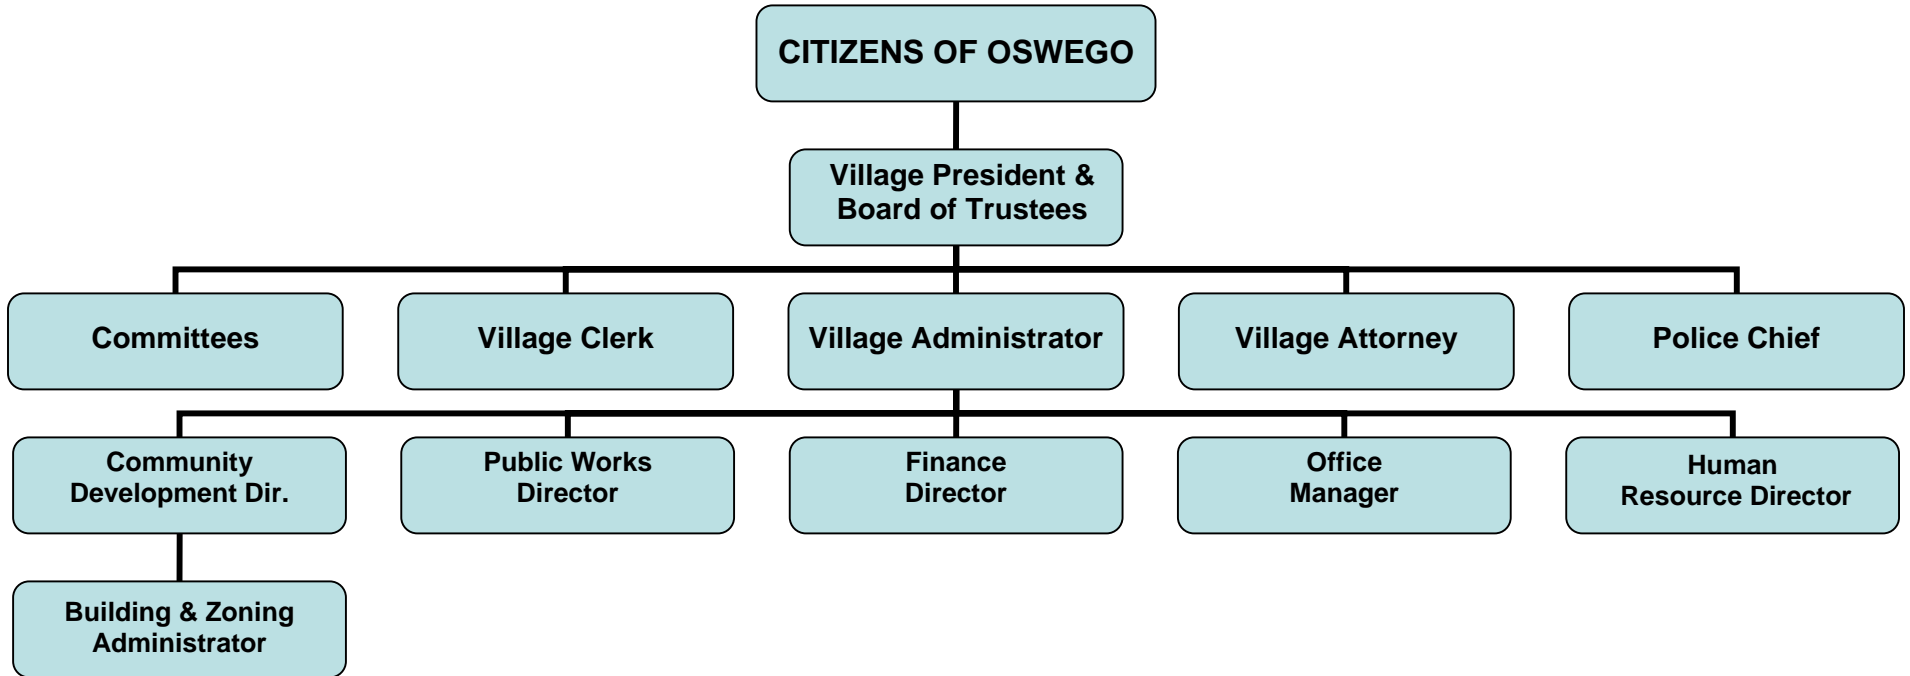 CITIZENS OF OSWEGO
Village President &
Board of Trustees
Committees
Village Clerk
Village Administrator
Village Attorney
Police Chief
Community
Development Dir.
Public Works
Director
Finance
Director
Office
Manager
Human
Resource Director
Building & Zoning
Administrator